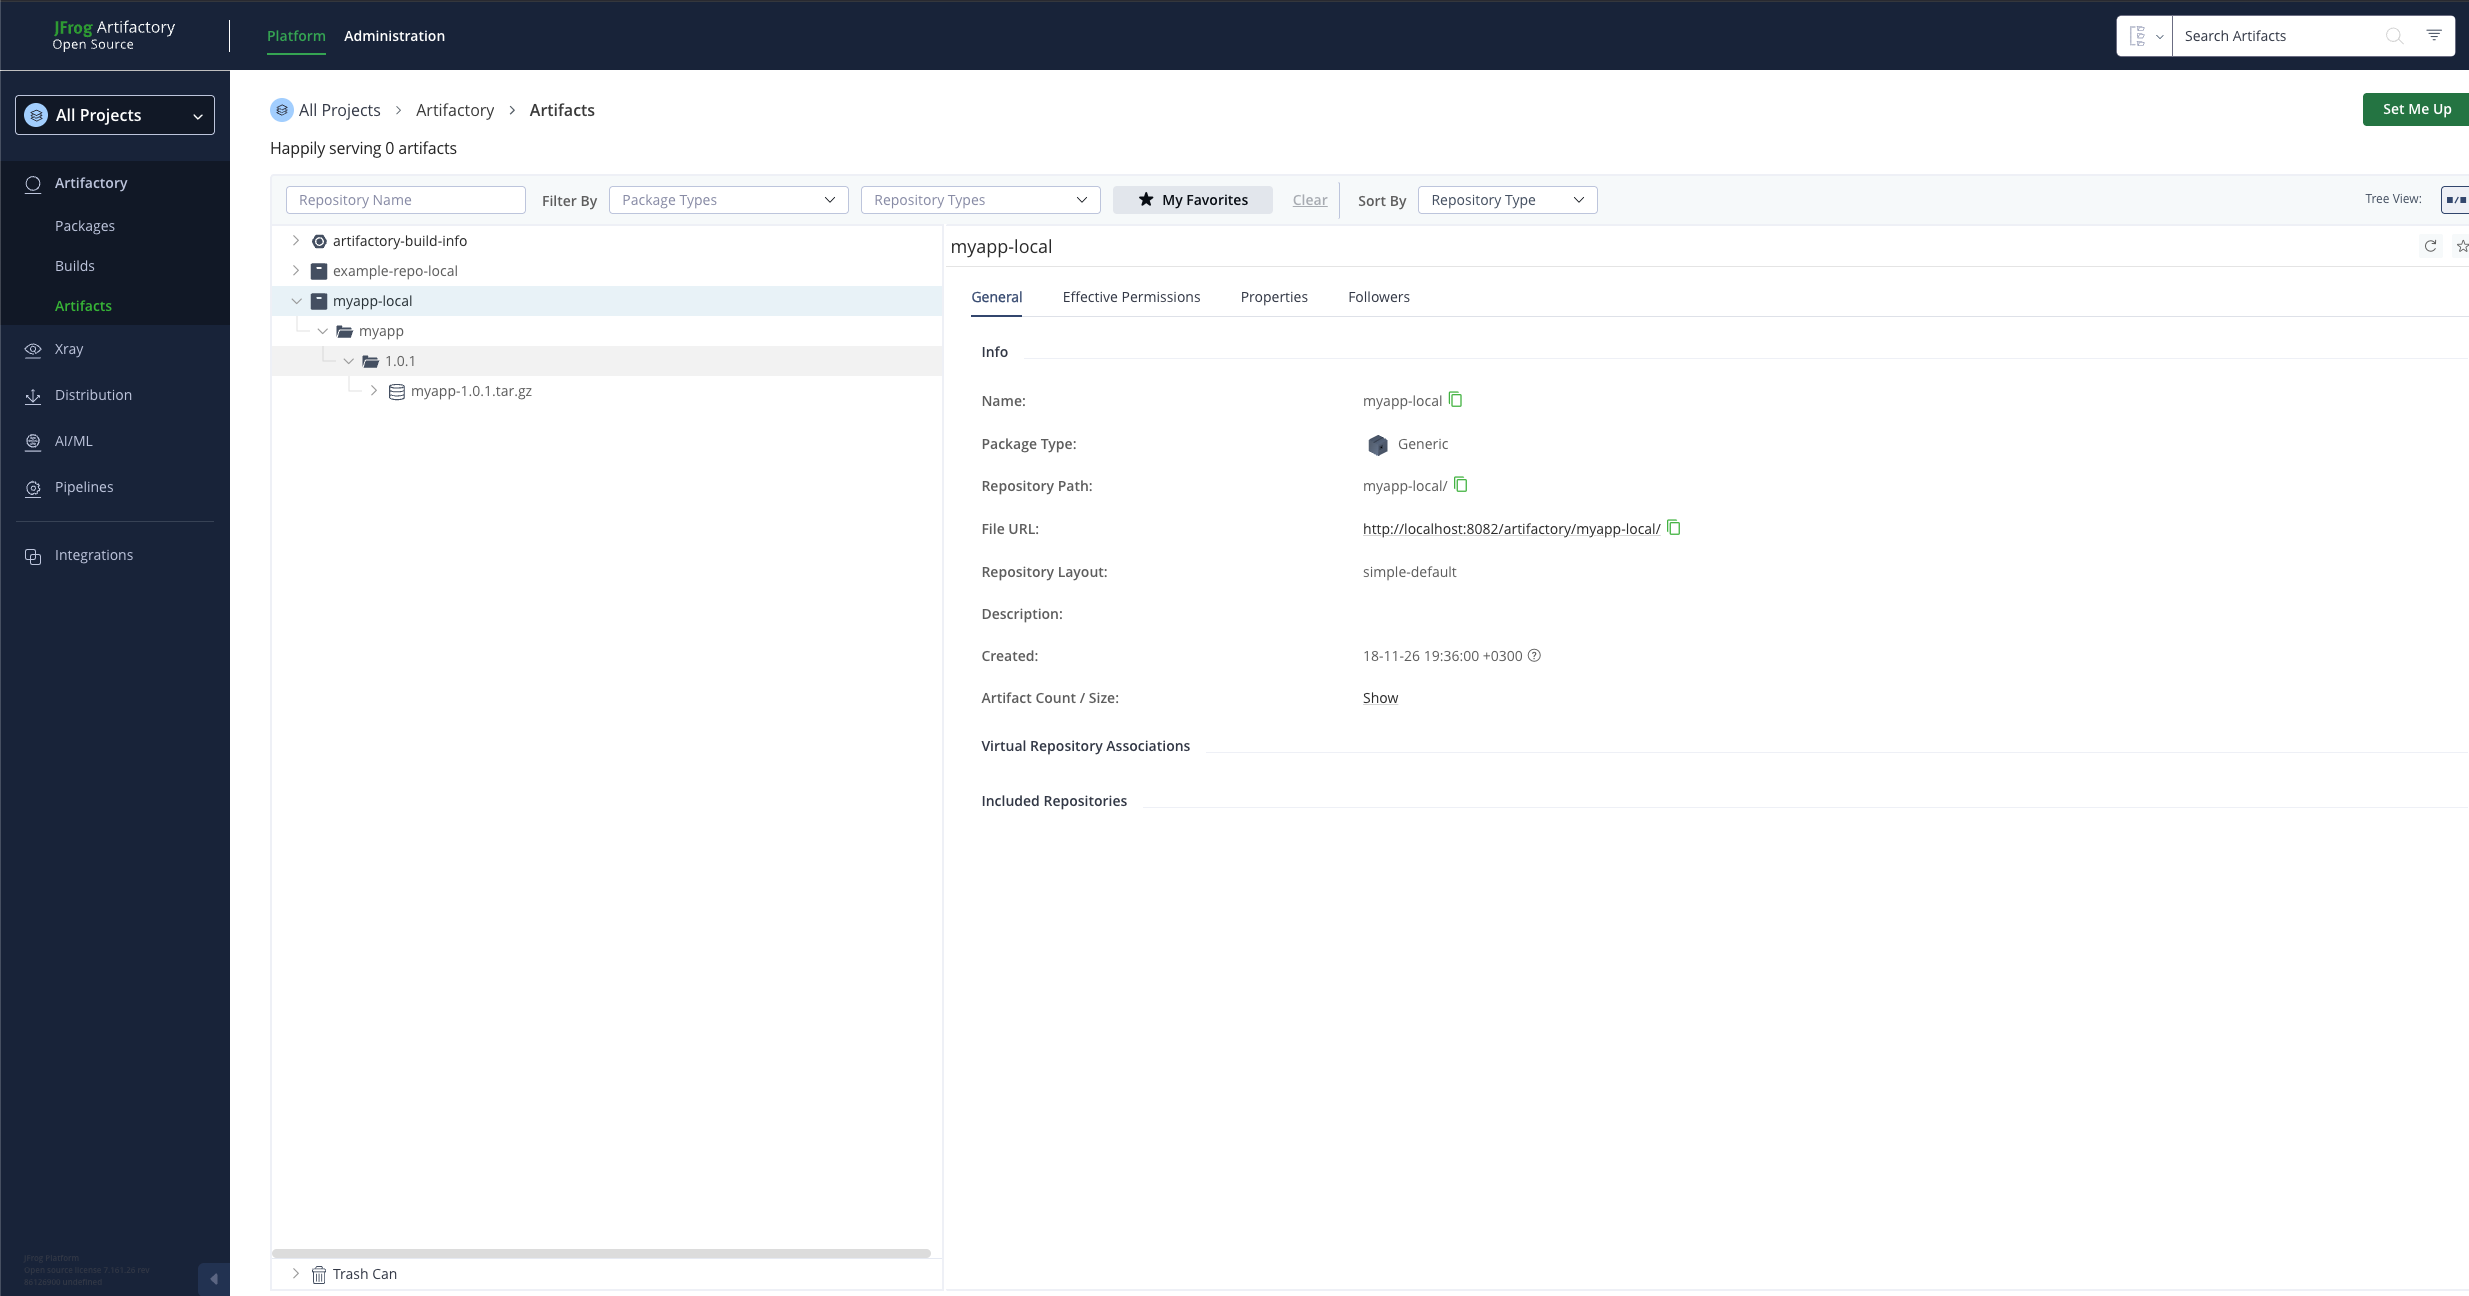 JFrog Artifactory
Open Source
Platform
Administration
Search Artifacts
All Projects
Artifactory
Packages
Builds
Artifacts
Xray
Distribution
AI/ML
Pipelines
Integrations
JFrog Platform
All Projects > Artifactory > Artifacts
Set Me Up
Happily serving 0 artifacts
Repository Name
Filter By
Package Types
Repository Types
My Favorites
Clear
Sort By
Repository Type
Tree View:
artifactory-build-info
example-repo-local
myapp-local
myapp
1.0.1
myapp-1.0.1.tar.gz
Trash Can
myapp-local
General
Effective Permissions
Properties
Followers
Info
Name: myapp-local
Package Type: Generic
Repository Path: myapp-local/
File URL: http://localhost:8082/artifactory/myapp-local/
Repository Layout: simple-default
Description:
Created: 18-11-26 19:36:00 +0300
Artifact Count / Size: Show
Virtual Repository Associations
Included Repositories